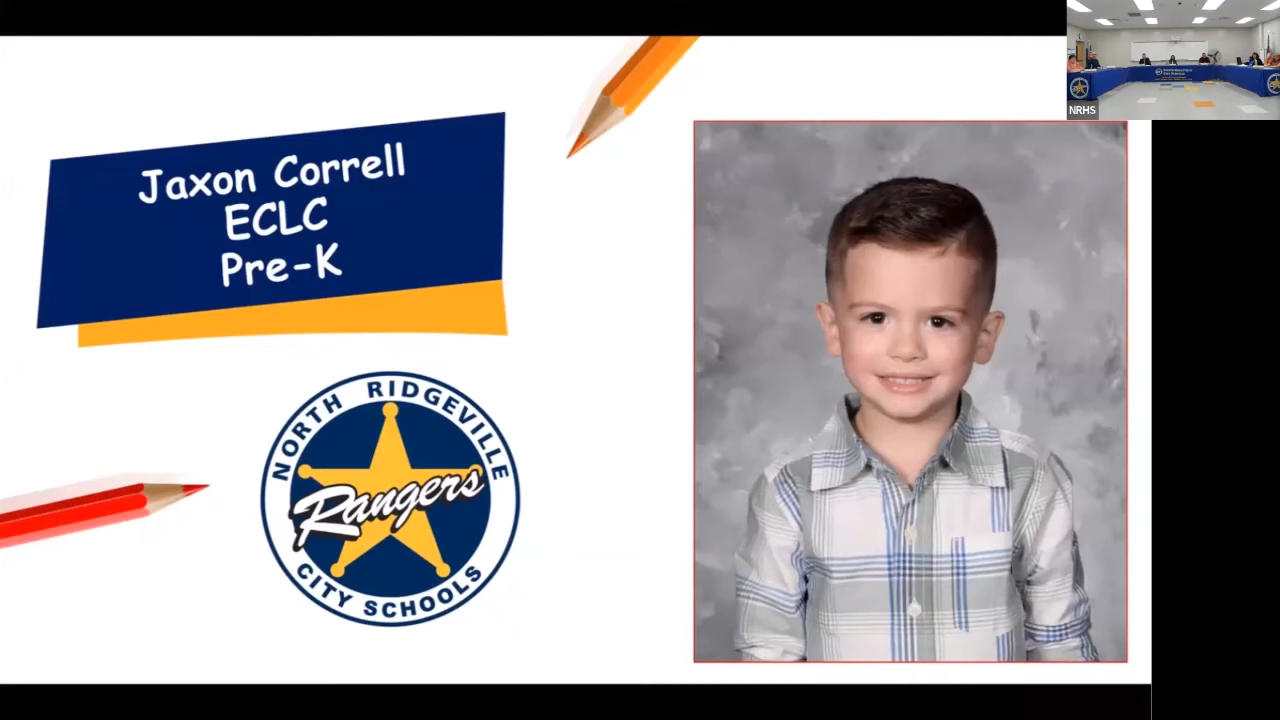 Jaxon Correll
ECLC
Pre-K
NORTH RIDGEVILLE
Rangers
CITY SCHOOLS
NRHS